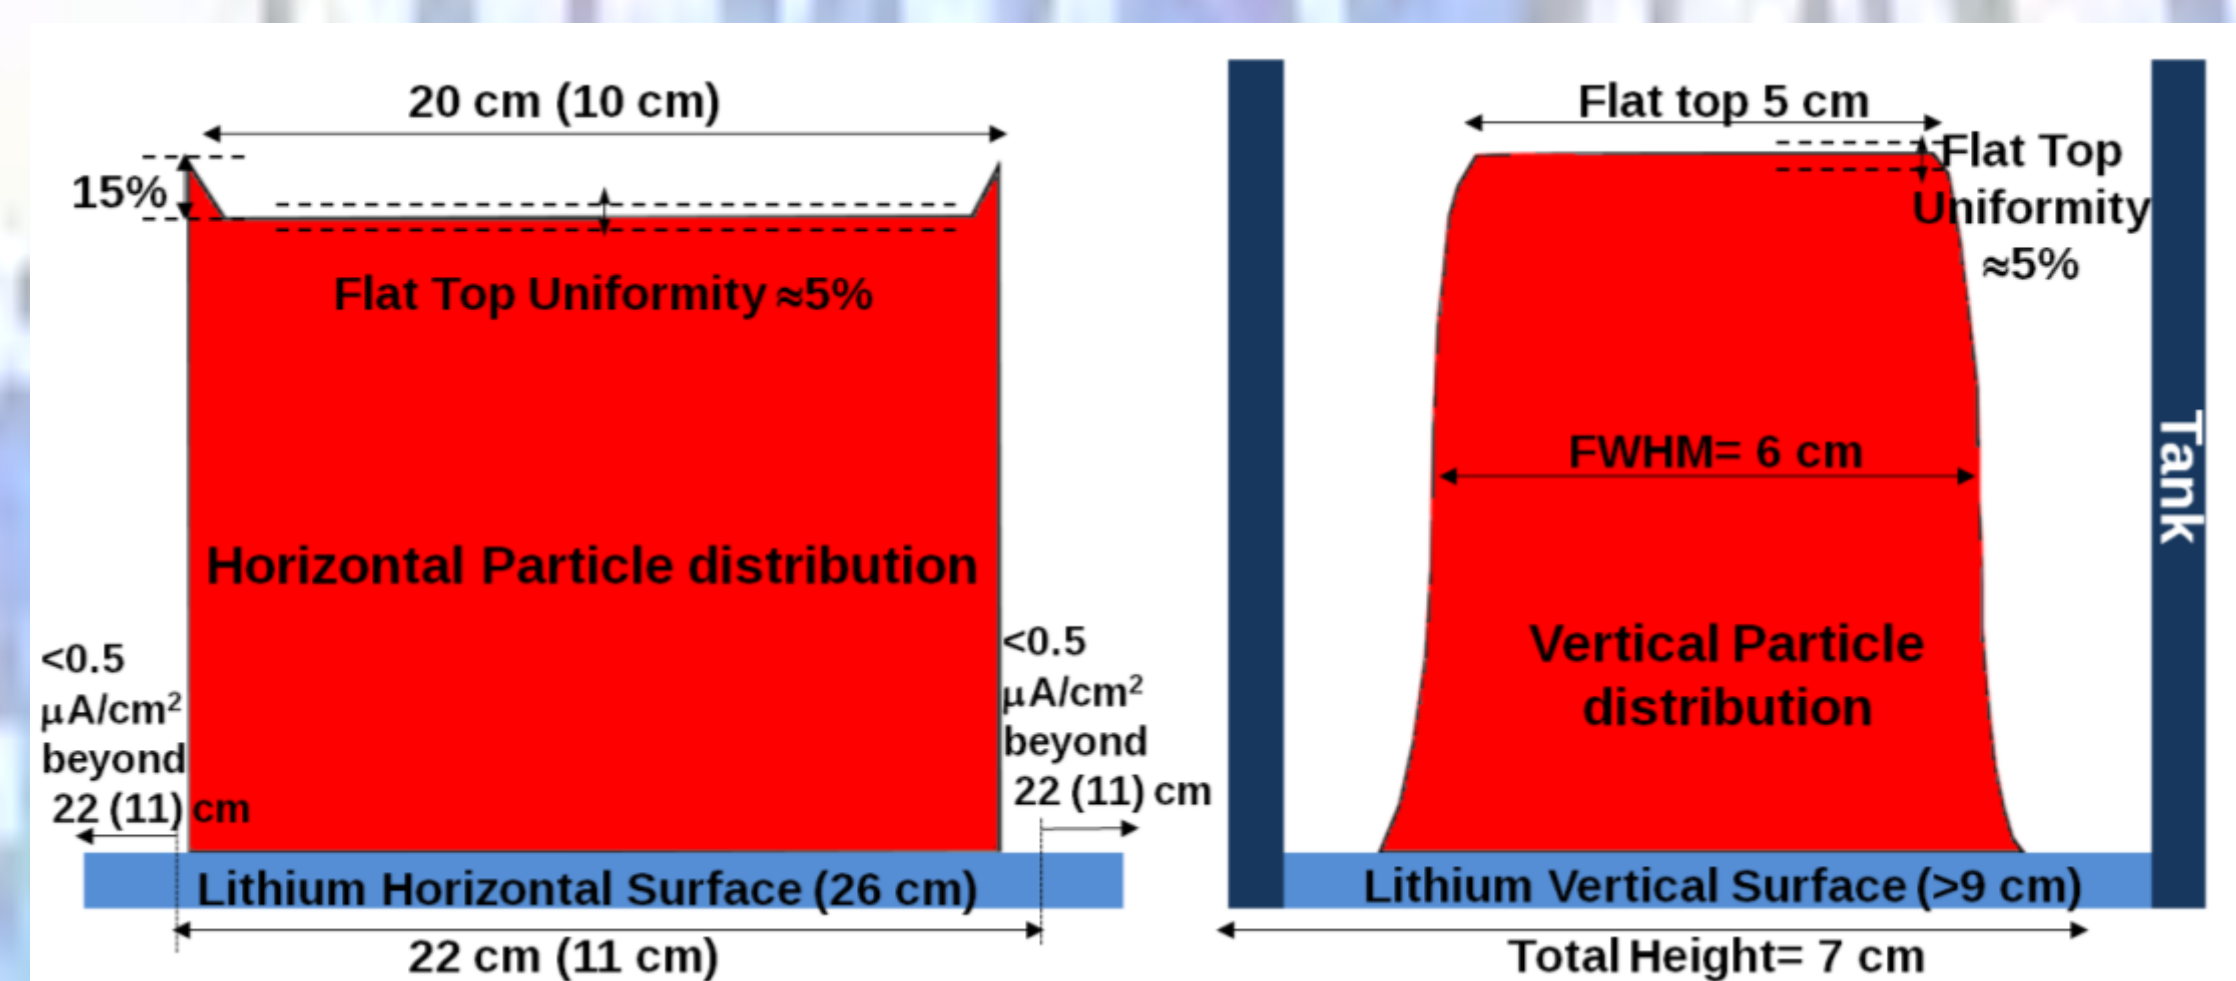 20 cm (10 cm)
15%
Flat Top Uniformity ≈5%
Horizontal Particle distribution
<0.5
μA/cm²
beyond
22 (11) cm
<0.5
μA/cm²
beyond
22 (11) cm
Lithium Horizontal Surface (26 cm)
22 cm (11 cm)
Flat top 5 cm
Flat Top
Uniformity
≈5%
FWHM= 6 cm
Vertical Particle
distribution
Tank
Lithium Vertical Surface (>9 cm)
Total Height= 7 cm